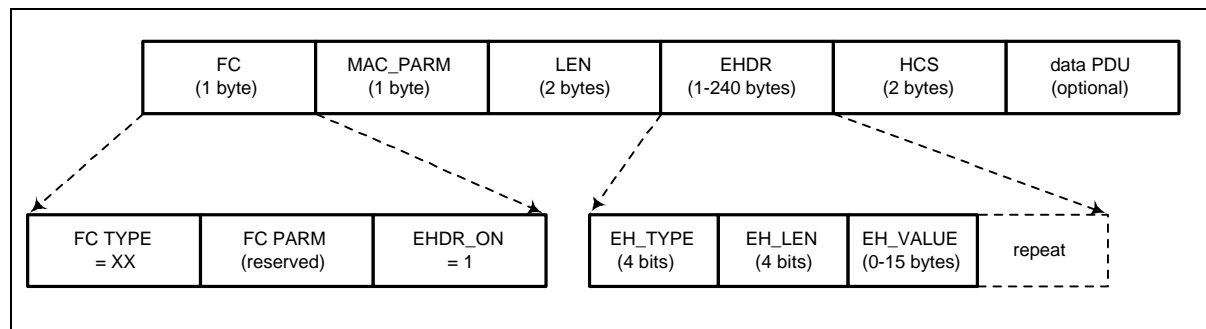 FC
(1 byte)
MAC_PARM
(1 byte)
LEN
(2 bytes)
EHDR
(1-240 bytes)
HCS
(2 bytes)
data PDU
(optional)
FC TYPE
= XX
FC PARM
(reserved)
EHDR_ON
= 1
EH_TYPE
(4 bits)
EH_LEN
(4 bits)
EH_VALUE
(0-15 bytes)
repeat